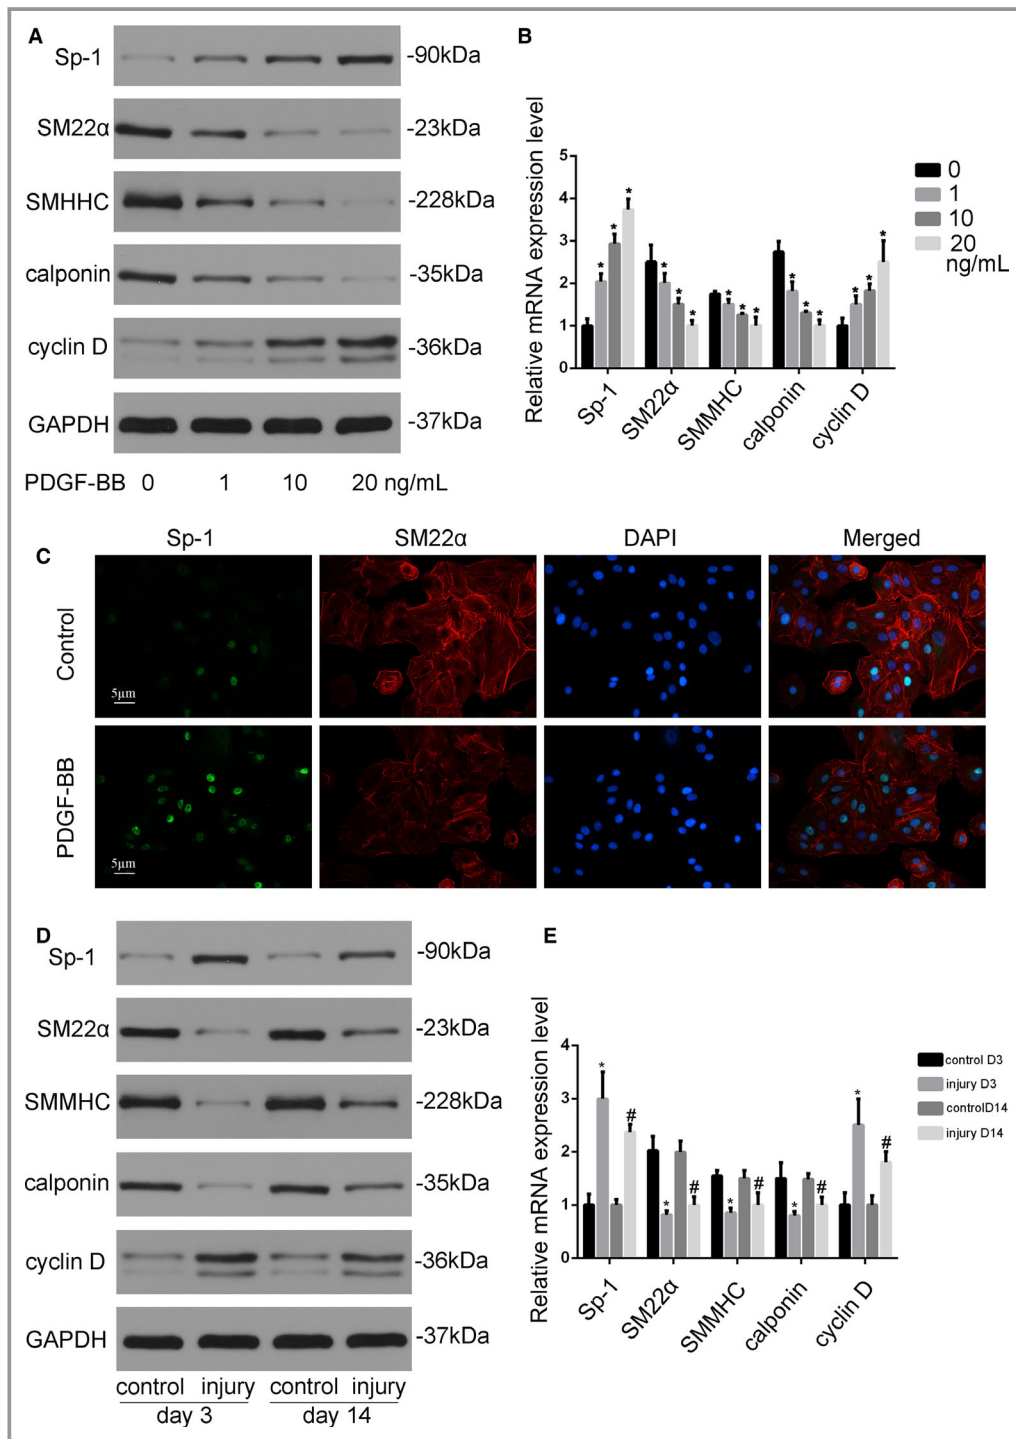 A
Sp-1
-90kDa
SM22α
-23kDa
SMHHC
-228kDa
calponin
-35kDa
cyclin D
-36kDa
GAPDH
-37kDa
PDGF-BB 0 1 10 20 ng/mL
B
Relative mRNA expression level
5
4
3
2
1
0
* * * * * * * * * * * * * * *
Sp-1
SM22α
SMMHC
calponin
cyclin D
0
1
10
20
ng/mL
C
Sp-1 SM22α DAPI Merged
Control
5μm
PDGF-BB
5μm
D
Sp-1
-90kDa
SM22α
-23kDa
SMMHC
-228kDa
calponin
-35kDa
cyclin D
-36kDa
GAPDH
-37kDa
control injury control injury
day 3 day 14
E
Relative mRNA expression level
4
3
2
1
0
* # * # * # * # * #
Sp-1
SM22α
SMMHC
calponin
cyclin D
control D3
injury D3
controlD14
injury D14